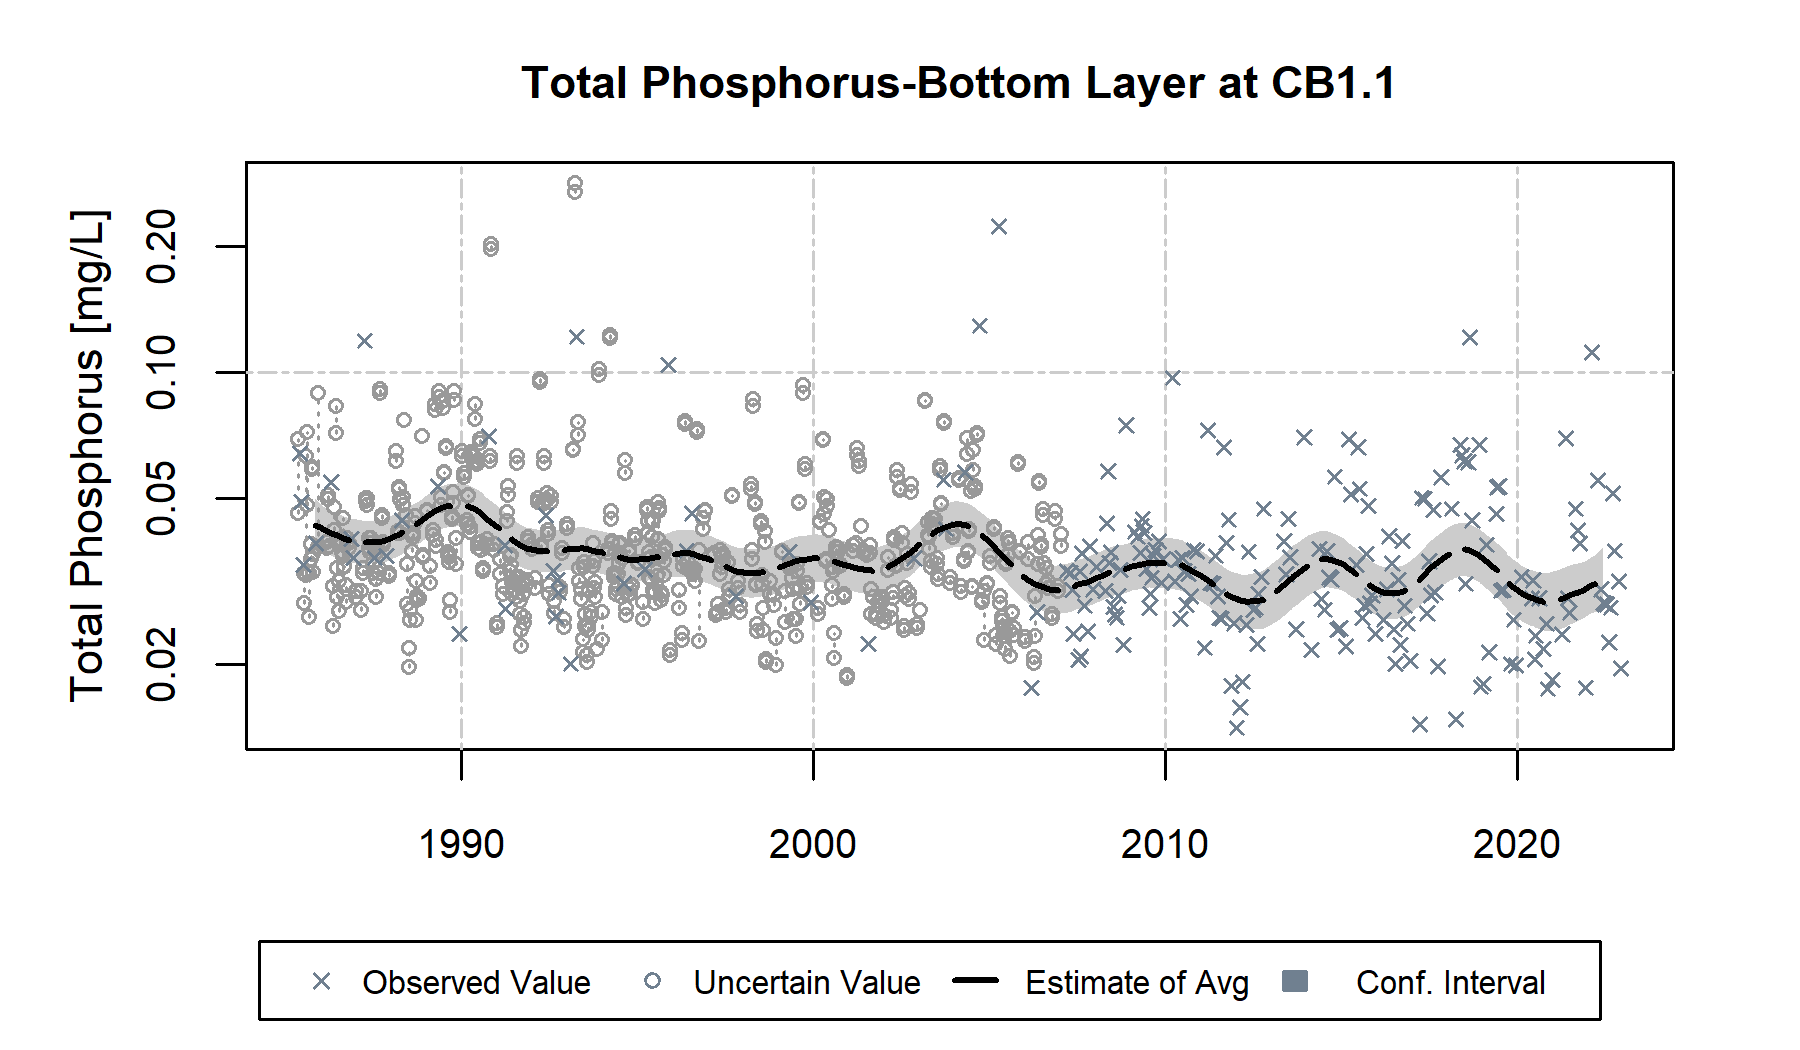 Total Phosphorus-Bottom Layer at CB1.1
Total Phosphorus [mg/L]
0.20
0.10
0.05
0.02
1990 2000 2010 2020
Observed Value Uncertain Value Estimate of Avg Conf. Interval